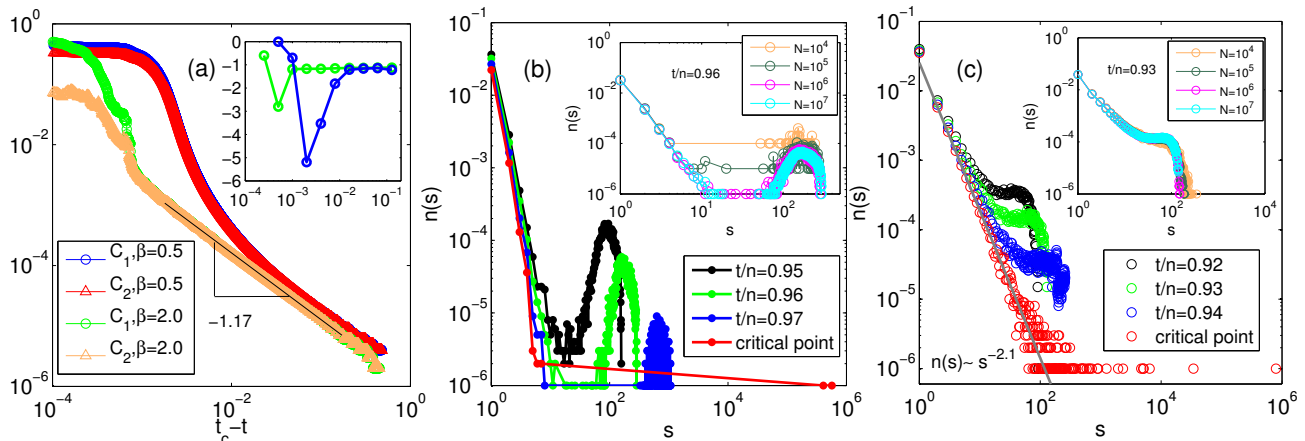 10^0
10^-2
10^-4
10^-6
10^-4
10^-2
10^0
t_c-t
(a)
0
-1
-2
-3
-4
-5
-6
10^-4
10^-3
10^-2
10^-1
C_1,β=0.5
C_2,β=0.5
C_1,β=2.0
C_2,β=2.0
−1.17
n(s)
10^0
10^-1
10^-2
10^-3
10^-4
10^-5
10^-6
10^0
10^2
10^4
10^6
s
(b)
n(s)
10^0
10^-2
10^-4
10^-6
10^0
10^1
10^2
s
t/n=0.96
N=10^4
N=10^5
N=10^6
N=10^7
t/n=0.95
t/n=0.96
t/n=0.97
critical point
n(s)
10^0
10^-1
10^-2
10^-3
10^-4
10^-5
10^-6
10^0
10^2
10^4
10^6
s
(c)
n(s)
10^0
10^-2
10^-4
10^-6
10^0
10^2
10^4
s
t/n=0.93
N=10^4
N=10^5
N=10^6
N=10^7
t/n=0.92
t/n=0.93
t/n=0.94
critical point
n(s)~ s^−2.1